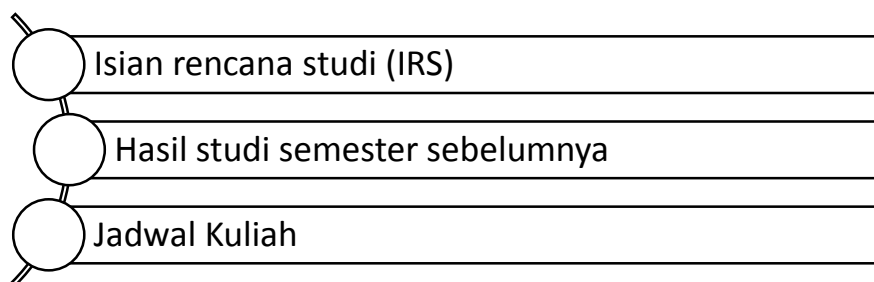 Isian rencana studi (IRS)
Hasil studi semester sebelumnya
Jadwal Kuliah